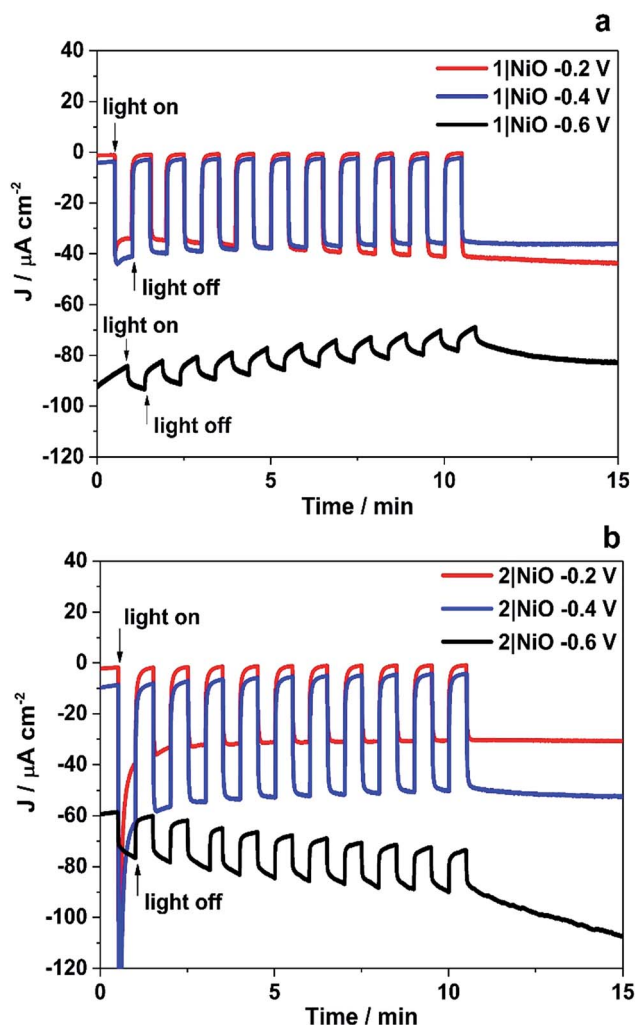 a
40
20
0
-20
-40
-60
-80
-100
-120
J / µA cm⁻²
light on
light off
light on
light off
1|NiO -0.2 V
1|NiO -0.4 V
1|NiO -0.6 V
0 5 10 15
Time / min
b
40
20
0
-20
-40
-60
-80
-100
-120
J / µA cm⁻²
light on
light off
2|NiO -0.2 V
2|NiO -0.4 V
2|NiO -0.6 V
0 5 10 15
Time / min